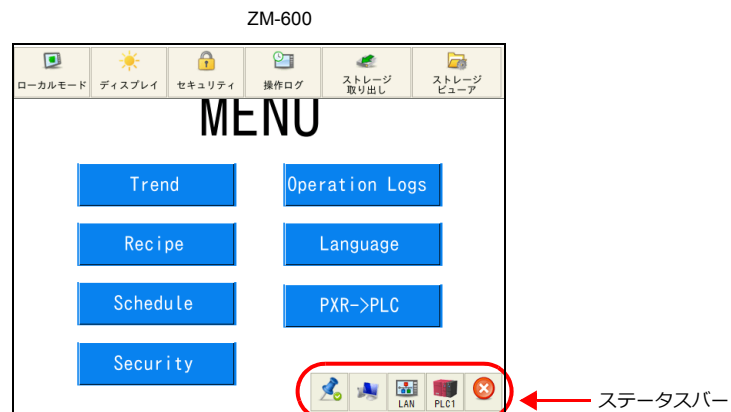 ZM-600
ローカルモード
ディスプレイ
セキュリティ
操作ログ
ストレージ
取り出し
ストレージ
ビューア
MENU
Trend
Operation Logs
Recipe
Language
Schedule
PXR->PLC
Security
LAN
PLC1
ステータスバー